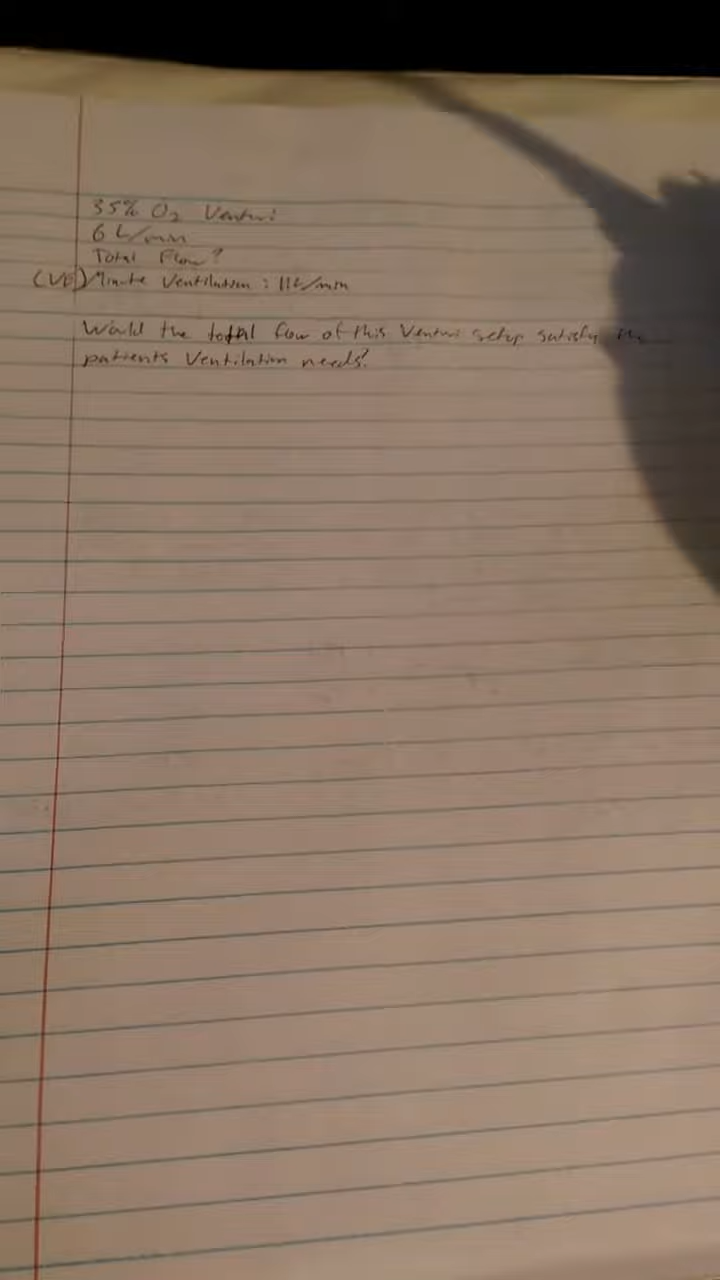 35% O2 Venturi
6 L/min
Total Flow?
(VE) Minute Ventilation: 11L/min
Would the total flow of this Venturi setup satisfy the
patients Ventilation needs?